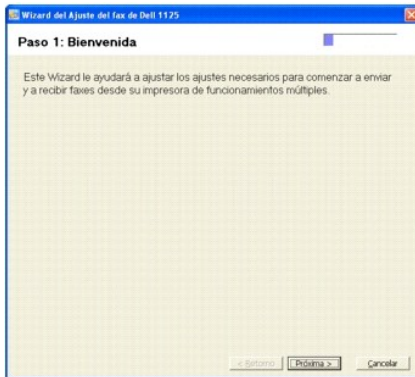 Wizard del Ajuste del fax de Dell 1125
Paso 1: Bienvenida
Este Wizard le ayudará a ajustar los ajustes necesarios para comenzar a enviar
y a recibir faxes desde su impresora de funcionamientos múltiples.
< Retorno Próxima > Cancelar